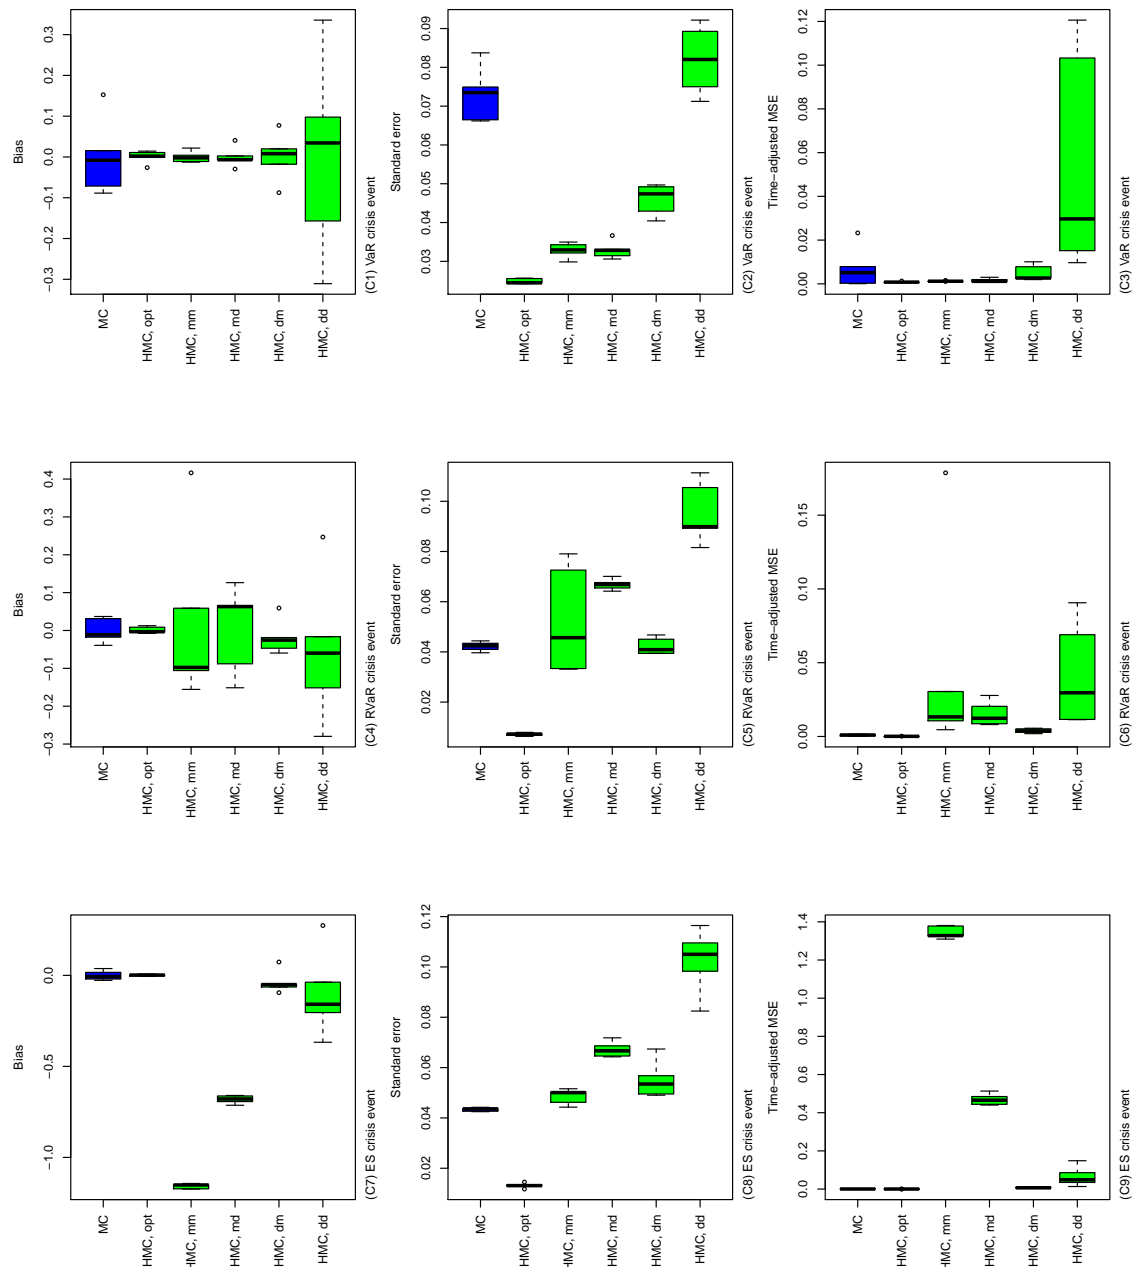 Bias
0.3
0.2
0.1
0.0
−0.1
−0.2
−0.3
MC
HMC, opt
HMC, mm
HMC, md
HMC, dm
HMC, dd
(C1) VaR crisis event
Standard error
0.09
0.08
0.07
0.06
0.05
0.04
0.03
MC
HMC, opt
HMC, mm
HMC, md
HMC, dm
HMC, dd
(C2) VaR crisis event
Time−adjusted MSE
0.12
0.10
0.08
0.06
0.04
0.02
0.00
MC
HMC, opt
HMC, mm
HMC, md
HMC, dm
HMC, dd
(C3) VaR crisis event
Bias
0.4
0.3
0.2
0.1
0.0
−0.1
−0.2
−0.3
MC
HMC, opt
HMC, mm
HMC, md
HMC, dm
HMC, dd
(C4) RVaR crisis event
Standard error
0.10
0.08
0.06
0.04
0.02
MC
HMC, opt
HMC, mm
HMC, md
HMC, dm
HMC, dd
(C5) RVaR crisis event
Time−adjusted MSE
0.15
0.10
0.05
0.00
MC
HMC, opt
HMC, mm
HMC, md
HMC, dm
HMC, dd
(C6) RVaR crisis event
Bias
0.0
−0.5
−1.0
MC
HMC, opt
HMC, mm
HMC, md
HMC, dm
HMC, dd
(C7) ES crisis event
Standard error
0.12
0.10
0.08
0.06
0.04
0.02
MC
HMC, opt
HMC, mm
HMC, md
HMC, dm
HMC, dd
(C8) ES crisis event
Time−adjusted MSE
1.4
1.2
1.0
0.8
0.6
0.4
0.2
0.0
MC
HMC, opt
HMC, mm
HMC, md
HMC, dm
HMC, dd
(C9) ES crisis event